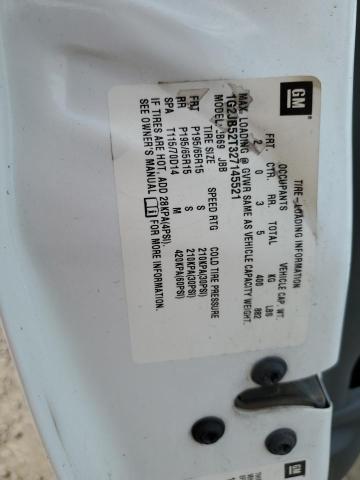 GM
TIRE-LOADING INFORMATION
OCCUPANTS VEHICLE CAP. WT.
FRT. CTR. RR. TOTAL KG LBS
2 0 3 5 400 882
MAX. LOADING @ GVWR SAME AS VEHICLE CAPACITY WEIGHT.
1G2JB52TS27145521
MODEL: JB69 JBB
TIRE SIZE SPEED RTG COLD TIRE PRESSURE
FRT P195/65R15 S 210KPA(30PSI)
RR P195/65R15 S 210KPA(30PSI)
SPA T115/70D14 M 420KPA(60PSI)
IF TIRES ARE HOT, ADD 28KPA(4PSI).
SEE OWNER'S MANUAL FOR MORE INFORMATION.
GM